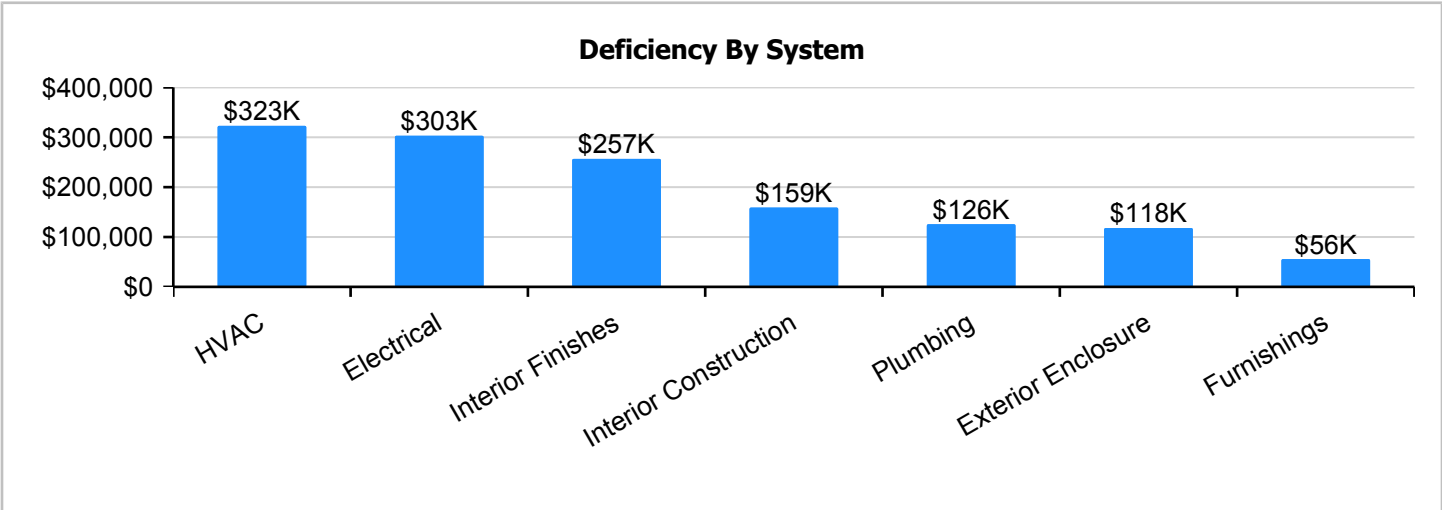 Deficiency By System
$400,000
$300,000
$200,000
$100,000
$0
$323K
$303K
$257K
$159K
$126K
$118K
$56K
HVAC
Electrical
Interior Finishes
Interior Construction
Plumbing
Exterior Enclosure
Furnishings